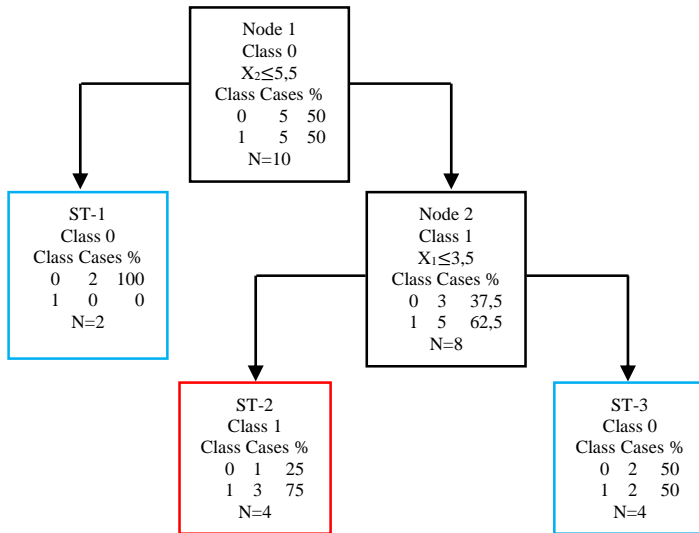 Node 1
Class 0
X₂≤5,5
Class Cases %
0 5 50
1 5 50
N=10
ST-1
Class 0
Class Cases %
0 2 100
1 0 0
N=2
Node 2
Class 1
X₁≤3,5
Class Cases %
0 3 37,5
1 5 62,5
N=8
ST-2
Class 1
Class Cases %
0 1 25
1 3 75
N=4
ST-3
Class 0
Class Cases %
0 2 50
1 2 50
N=4